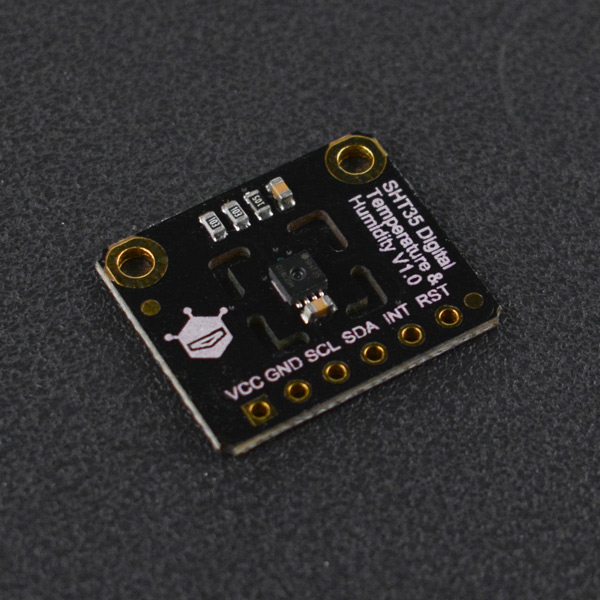 SHT35 Digital
Temperature &
Humidity V1.0
VCC GND SCL SDA INT RST